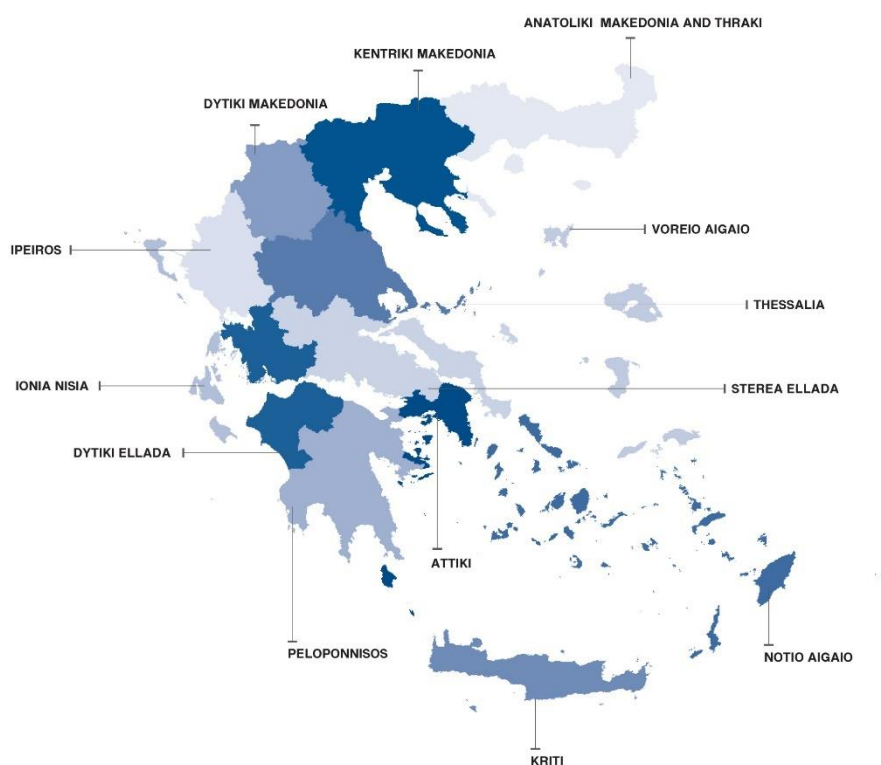 ANATOLIKI MAKEDONIA AND THRAKI
KENTRIKI MAKEDONIA
DYTIKI MAKEDONIA
VOREIO AIGAIO
IPEIROS
THESSALIA
IONIA NISIA
STEREA ELLADA
DYTIKI ELLADA
ATTIKI
PELOPONNISOS
NOTIO AIGAIO
KRITI